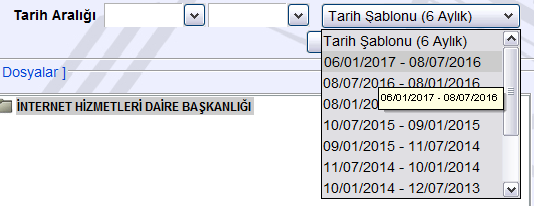 Tarih Aralığı
Tarih Şablonu (6 Aylık)
Tarih Şablonu (6 Aylık)
06/01/2017 - 08/07/2016
08/07/2016 - 08/01/2016
06/01/2017 - 08/07/2016
08/01/20
10/07/2015 - 09/01/2015
09/01/2015 - 11/07/2014
11/07/2014 - 10/01/2014
10/01/2014 - 12/07/2013
Dosyalar ]
İNTERNET HİZMETLERİ DAİRE BAŞKANLIĞI